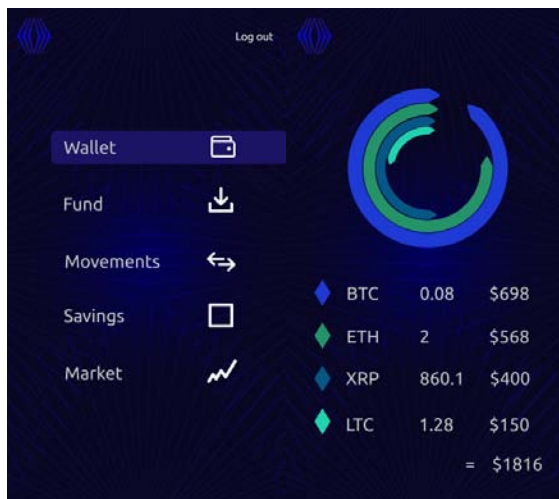 Log out
Wallet
Fund
Movements
Savings
Market
BTC 0.08 $698
ETH 2 $568
XRP 860.1 $400
LTC 1.28 $150
= $1816